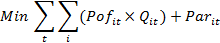 Min ∑_t ∑_i (Pof_it × Q_it) + Par_it